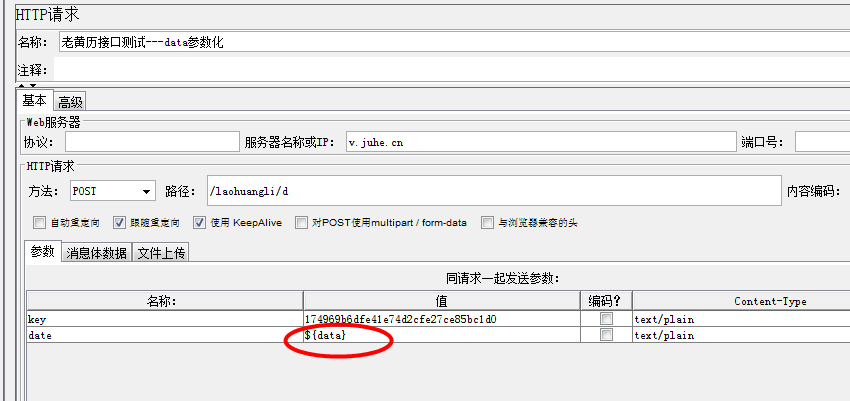 HTTP请求
名称： 老黄历接口测试---data参数化
注释：
基本 高级
Web服务器
协议： 服务器名称或IP： v.juhe.cn 端口号：
HTTP请求
方法： POST 路径： /laohuangli/d 内容编码：
自动重定向 跟随重定向 使用 KeepAlive 对POST使用multipart / form-data 与浏览器兼容的头
参数 消息体数据 文件上传
同请求一起发送参数：
名称： 值 编码? Content-Type
key 174969b6dfe41e74d2cfe27ce85bc1d0 text/plain
date ${data} text/plain